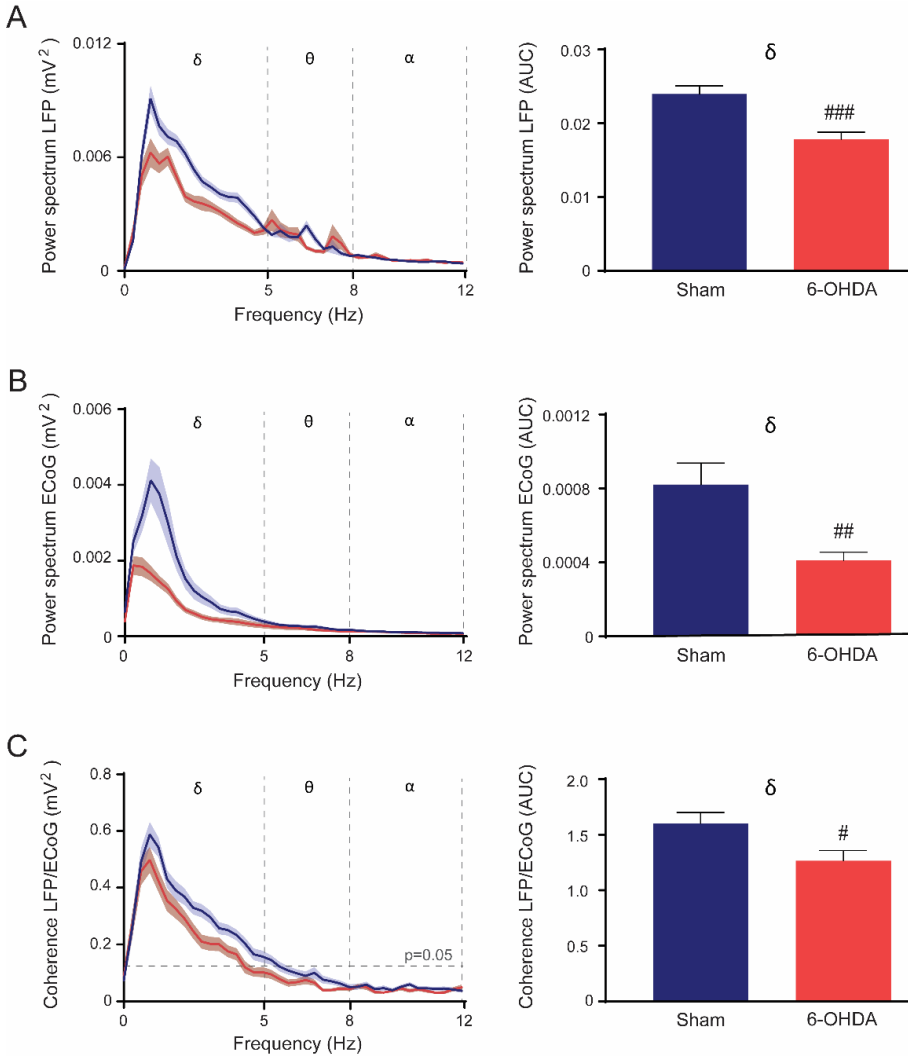 A
Power spectrum LFP (mV²)
0.012
0.006
0
δ
θ
α
0
5
8
12
Frequency (Hz)
Power spectrum LFP (AUC)
0.03
0.02
0.01
0
δ
###
Sham
6-OHDA
B
Power spectrum ECoG (mV²)
0.006
0.004
0.002
0
δ
θ
α
0
5
8
12
Frequency (Hz)
Power spectrum ECoG (AUC)
0.0012
0.0008
0.0004
0
δ
##
Sham
6-OHDA
C
Coherence LFP/ECoG (mV²)
0.8
0.6
0.4
0.2
0
δ
θ
α
p=0.05
0
5
8
12
Frequency (Hz)
Coherence LFP/ECoG (AUC)
2.0
1.5
1.0
0.5
0
δ
#
Sham
6-OHDA